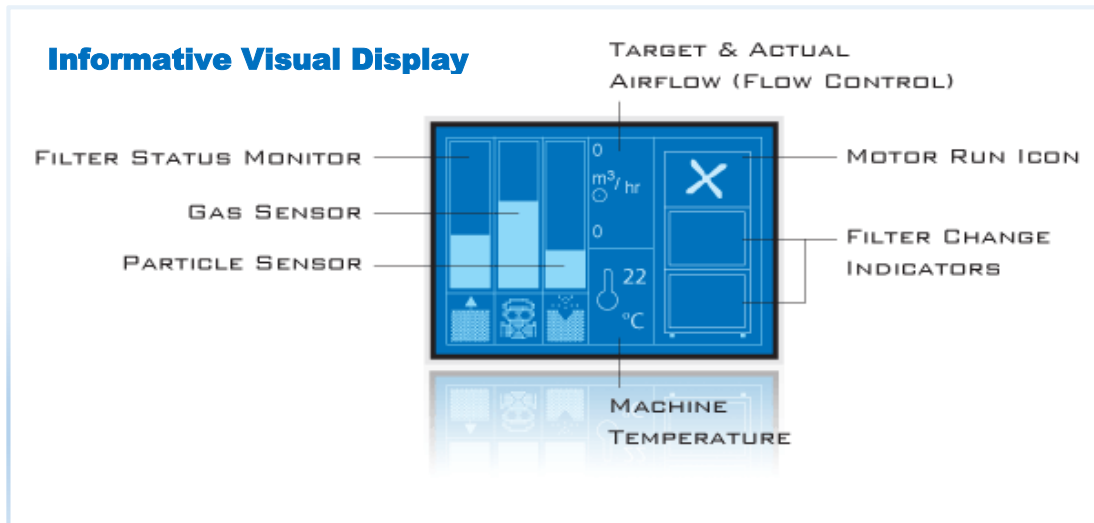 Informative Visual Display
TARGET & ACTUAL
AIRFLOW (FLOW CONTROL)
FILTER STATUS MONITOR
GAS SENSOR
PARTICLE SENSOR
0
m³/ hr
0
22
°C
MOTOR RUN ICON
FILTER CHANGE
INDICATORS
MACHINE
TEMPERATURE